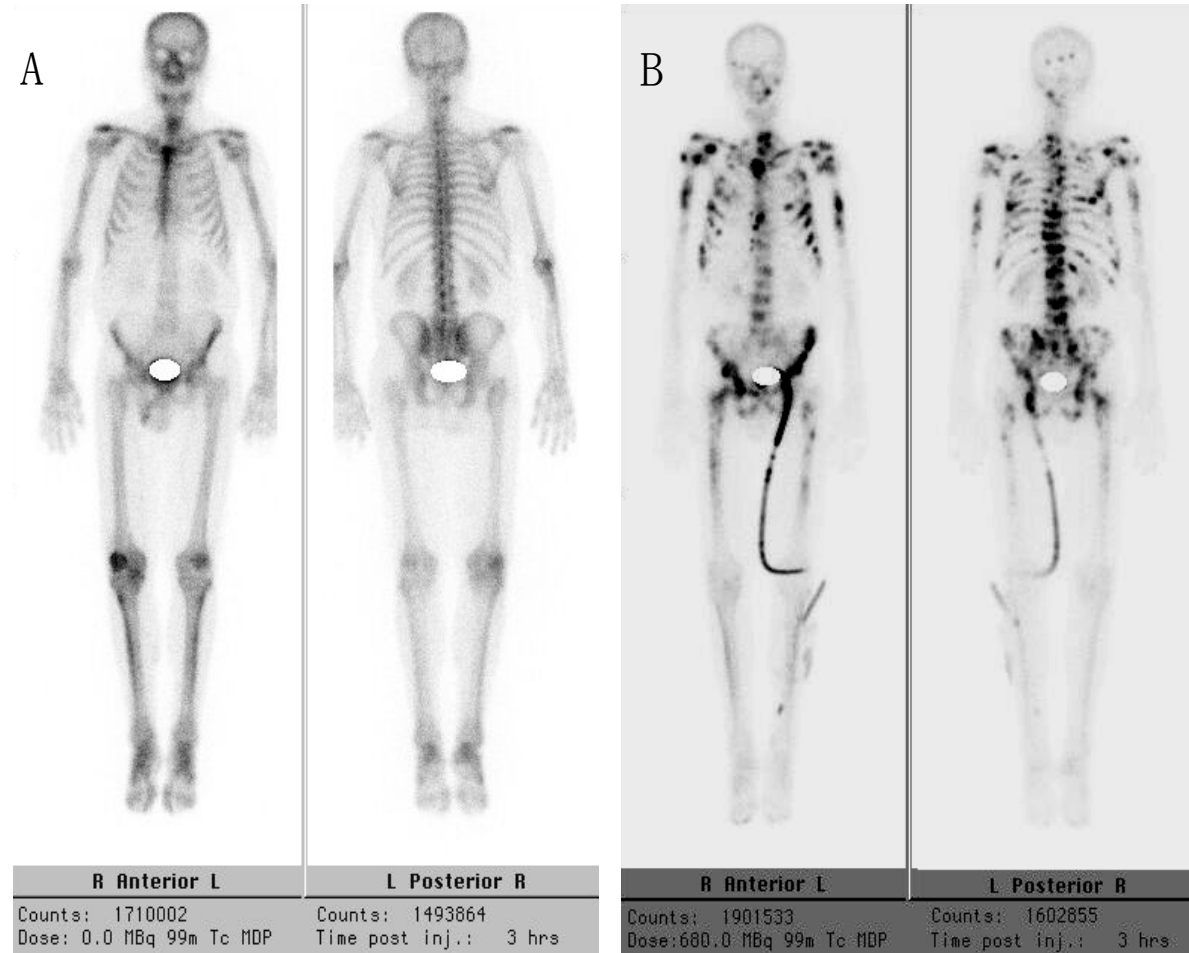 A
B
R Anterior L
L Posterior R
Counts: 1710002
Counts: 1493864
Dose: 0.0 MBq 99m Tc MDP
Time post inj.: 3 hrs
R Anterior L
L Posterior R
Counts: 1901533
Counts: 1602855
Dose:680.0 MBq 99m Tc MDP
Time post inj.: 3 hrs